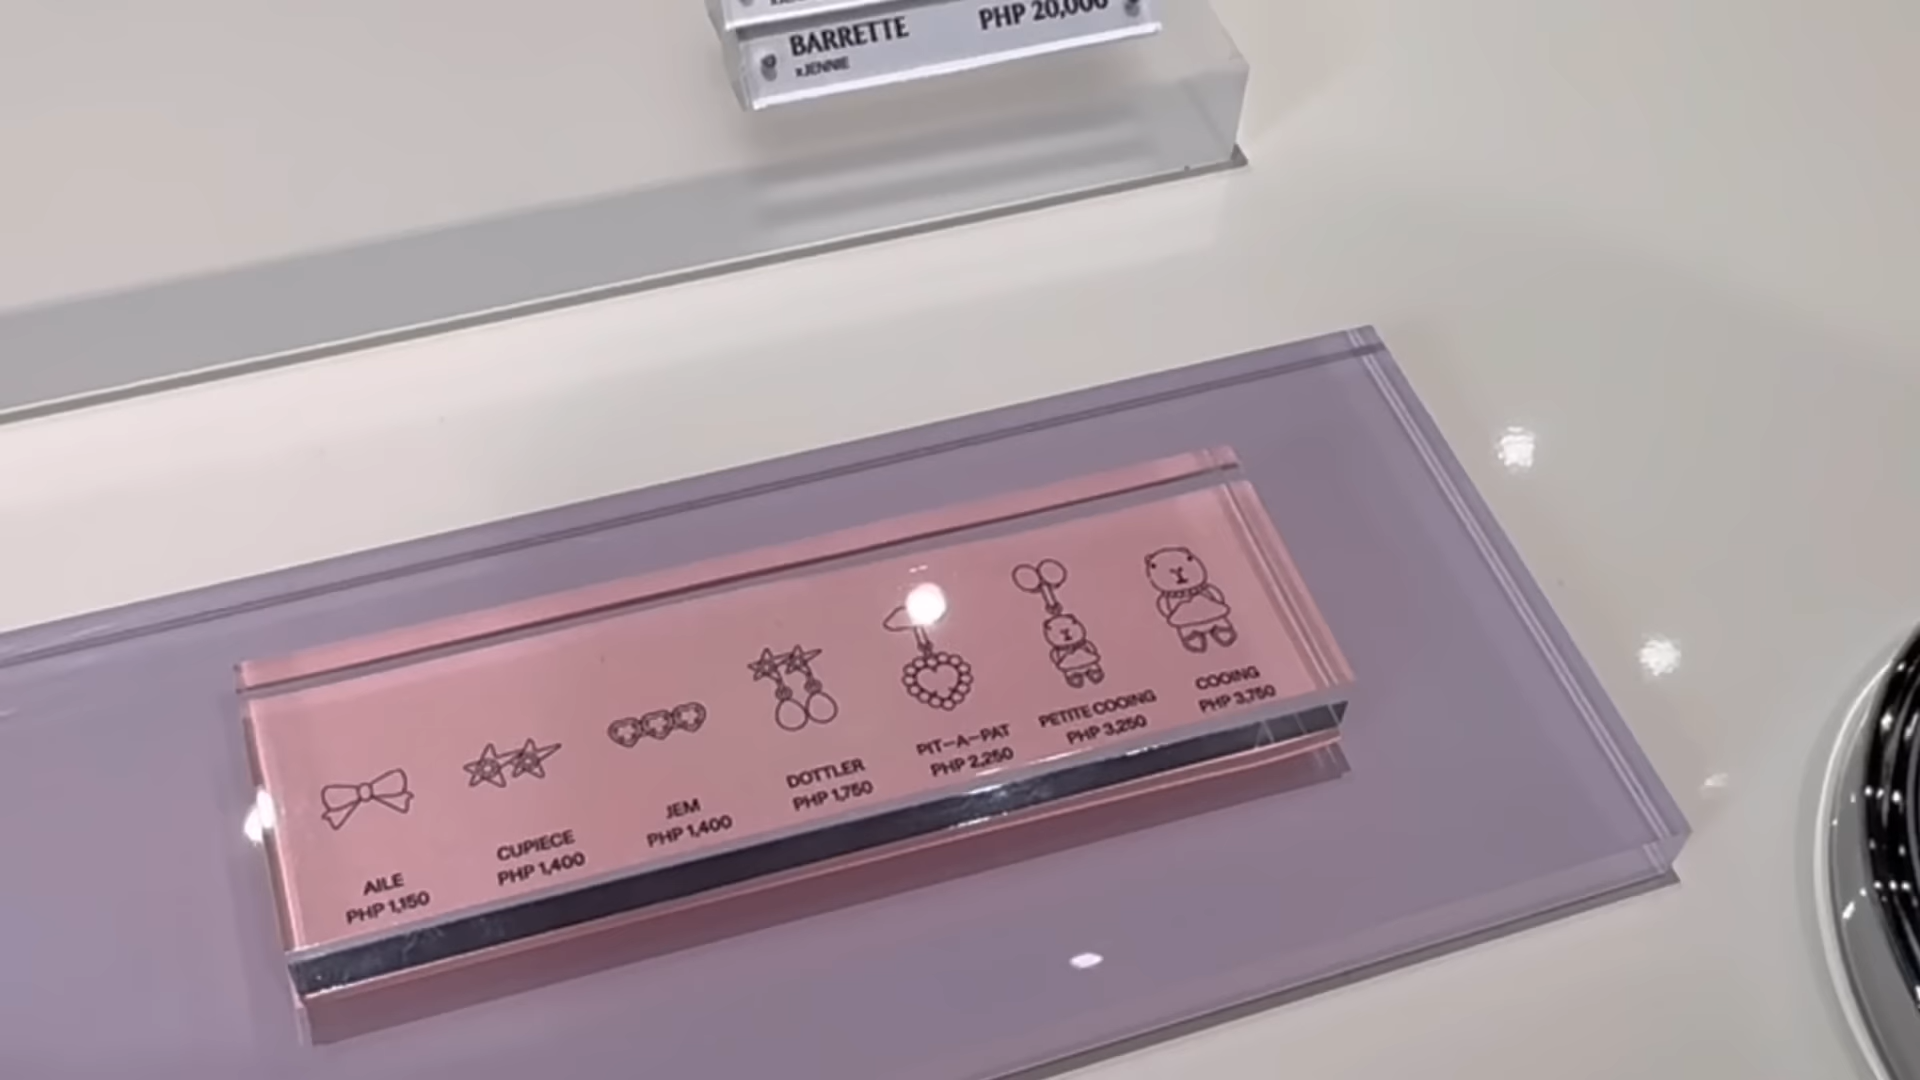 BARRETTE PHP 20,000
xJENNIE
AILE
PHP 1,150
CUPIECE
PHP 1,400
JEM
PHP 1,400
DOTTLER
PHP 1,750
PIT-A-PAT
PHP 2,250
PETITE COOING
PHP 3,250
COOING
PHP 3,750